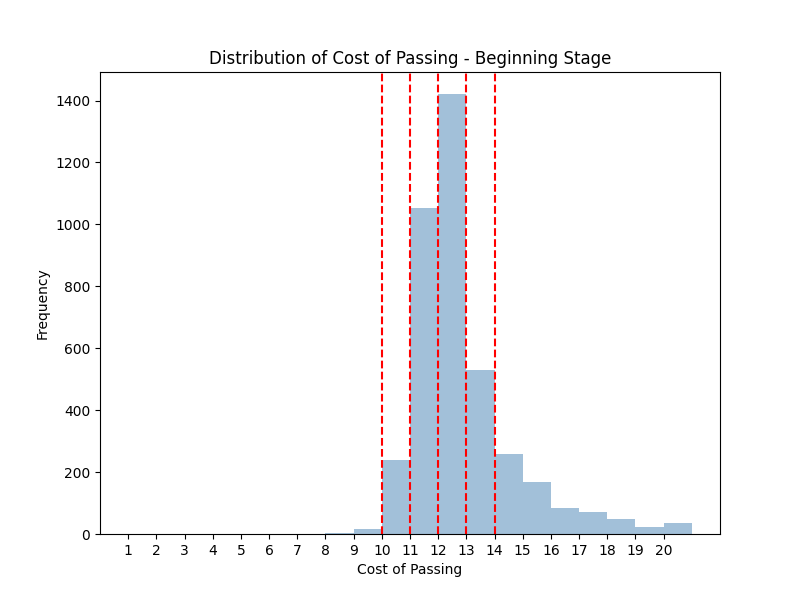 Distribution of Cost of Passing - Beginning Stage
1400
1200
1000
800
600
400
200
0
Frequency
1 2 3 4 5 6 7 8 9 10 11 12 13 14 15 16 17 18 19 20
Cost of Passing